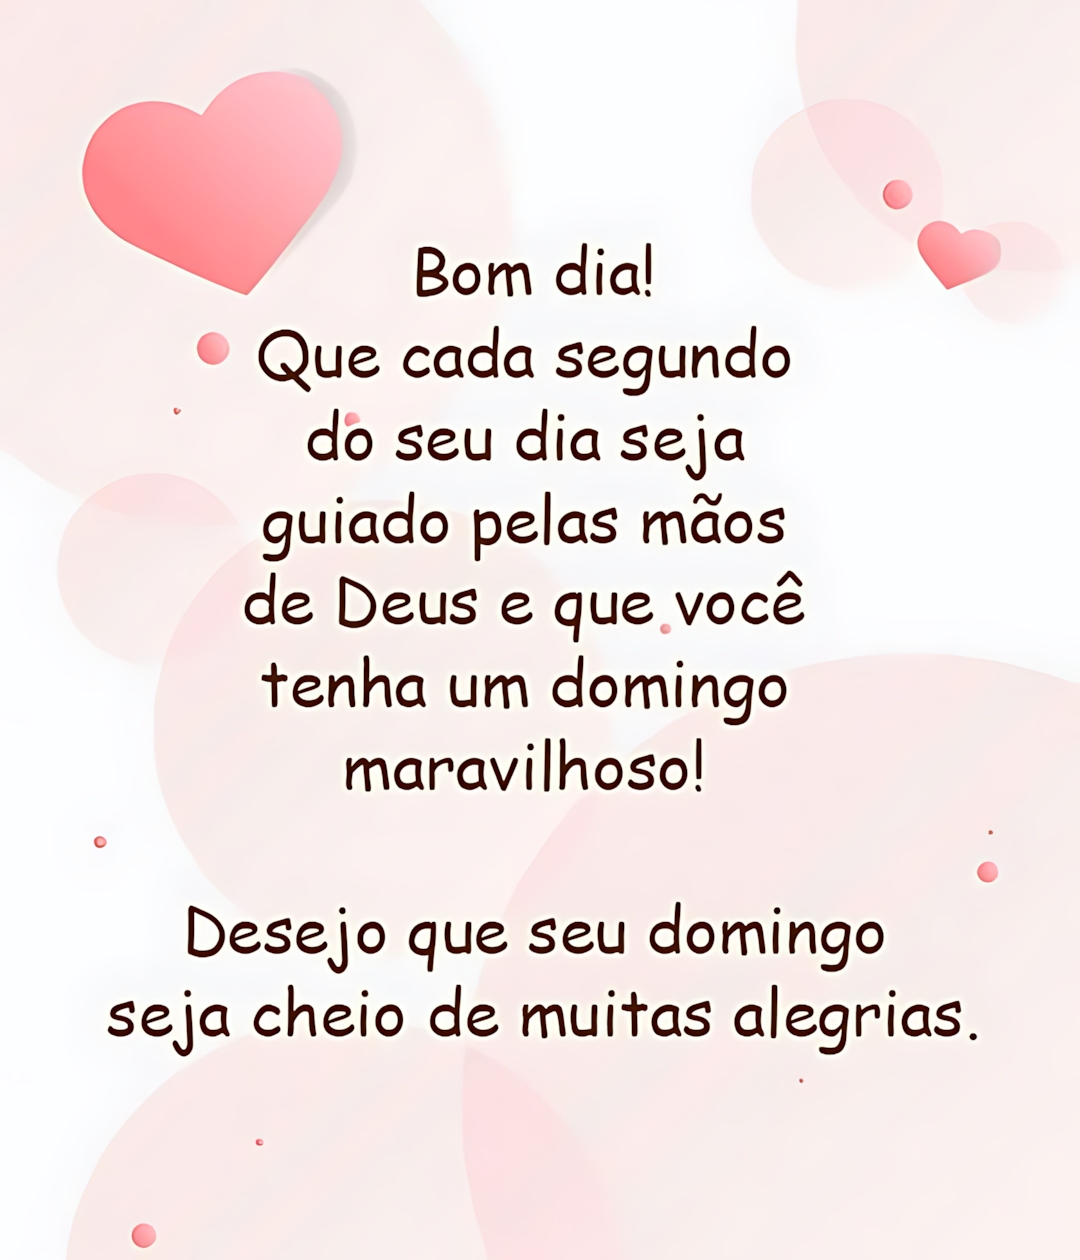 Bom dia!
Que cada segundo
do seu dia seja
guiado pelas mãos
de Deus e que você
tenha um domingo
maravilhoso!
Desejo que seu domingo
seja cheio de muitas alegrias.